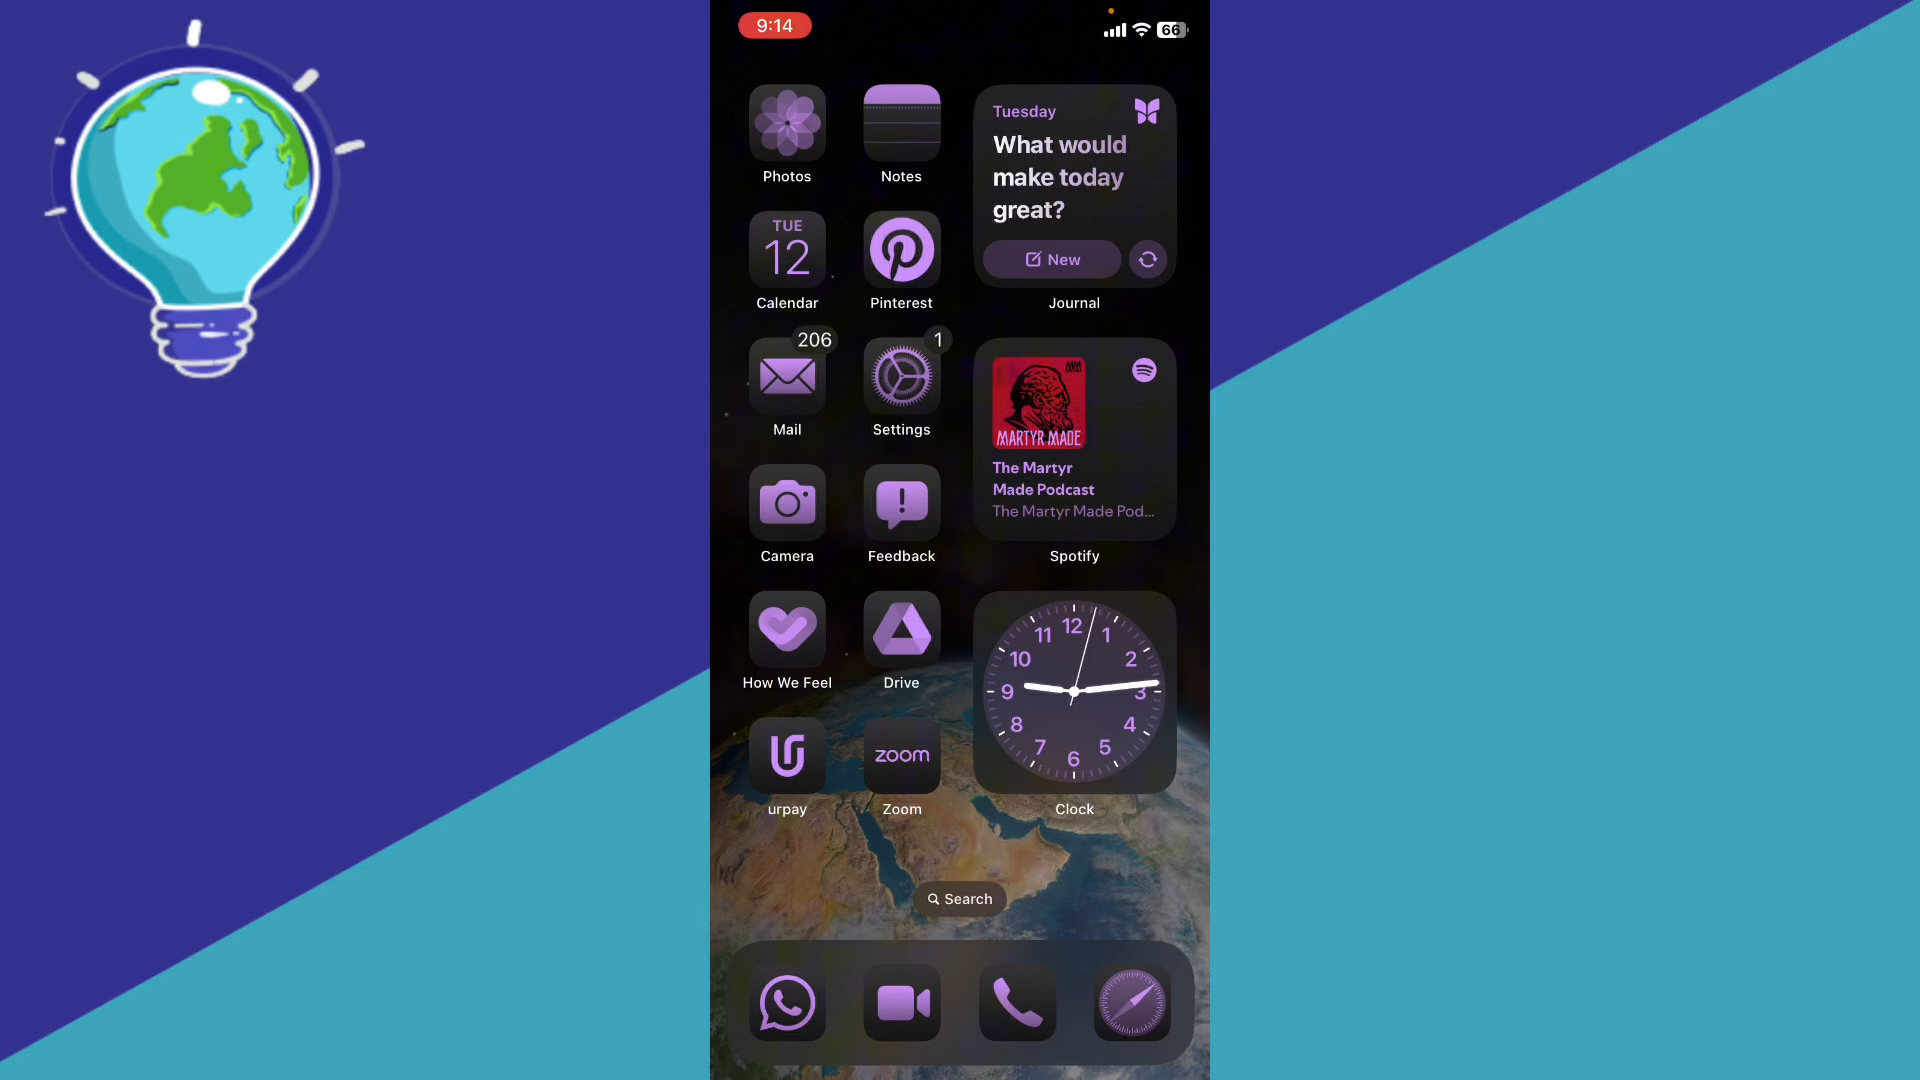 9:14
66
Photos
Notes
TUE
12
Calendar
Pinterest
Tuesday
What would
make today
great?
New
Journal
206
Mail
1
Settings
MM
MARTYR MADE
The Martyr
Made Podcast
The Martyr Made Pod...
Spotify
Camera
Feedback
How We Feel
Drive
12
1
2
3
4
5
6
7
8
9
10
11
Clock
urpay
zoom
Zoom
Search